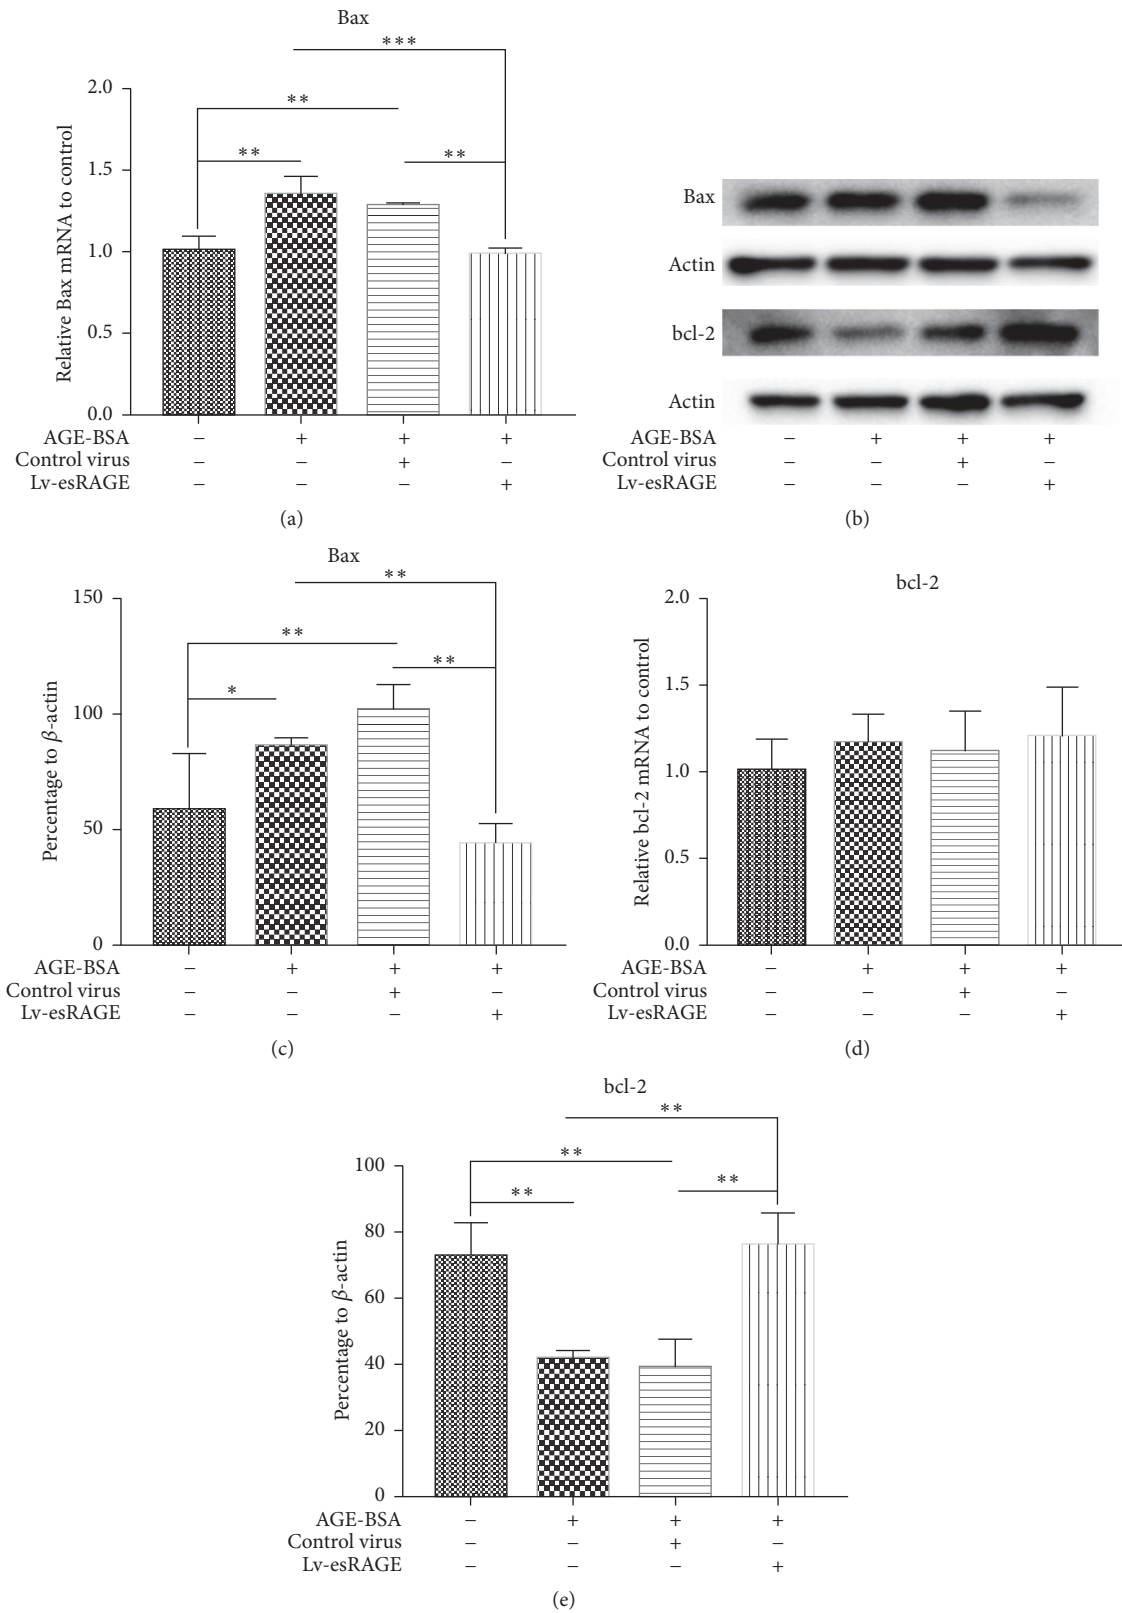 Bax
***
**
**
**
Relative Bax mRNA to control
2.0
1.5
1.0
0.5
0.0
AGE-BSA − + + +
Control virus − − + −
Lv-esRAGE − − − +
(a)
Bax
Actin
bcl-2
Actin
AGE-BSA − + + +
Control virus − − + −
Lv-esRAGE − − − +
(b)
Bax
**
**
**
*
Percentage to β-actin
150
100
50
0
AGE-BSA − + + +
Control virus − − + −
Lv-esRAGE − − − +
(c)
bcl-2
Relative bcl-2 mRNA to control
2.0
1.5
1.0
0.5
0.0
AGE-BSA − + + +
Control virus − − + −
Lv-esRAGE − − − +
(d)
bcl-2
**
**
**
**
Percentage to β-actin
100
80
60
40
20
0
AGE-BSA − + + +
Control virus − − + −
Lv-esRAGE − − − +
(e)